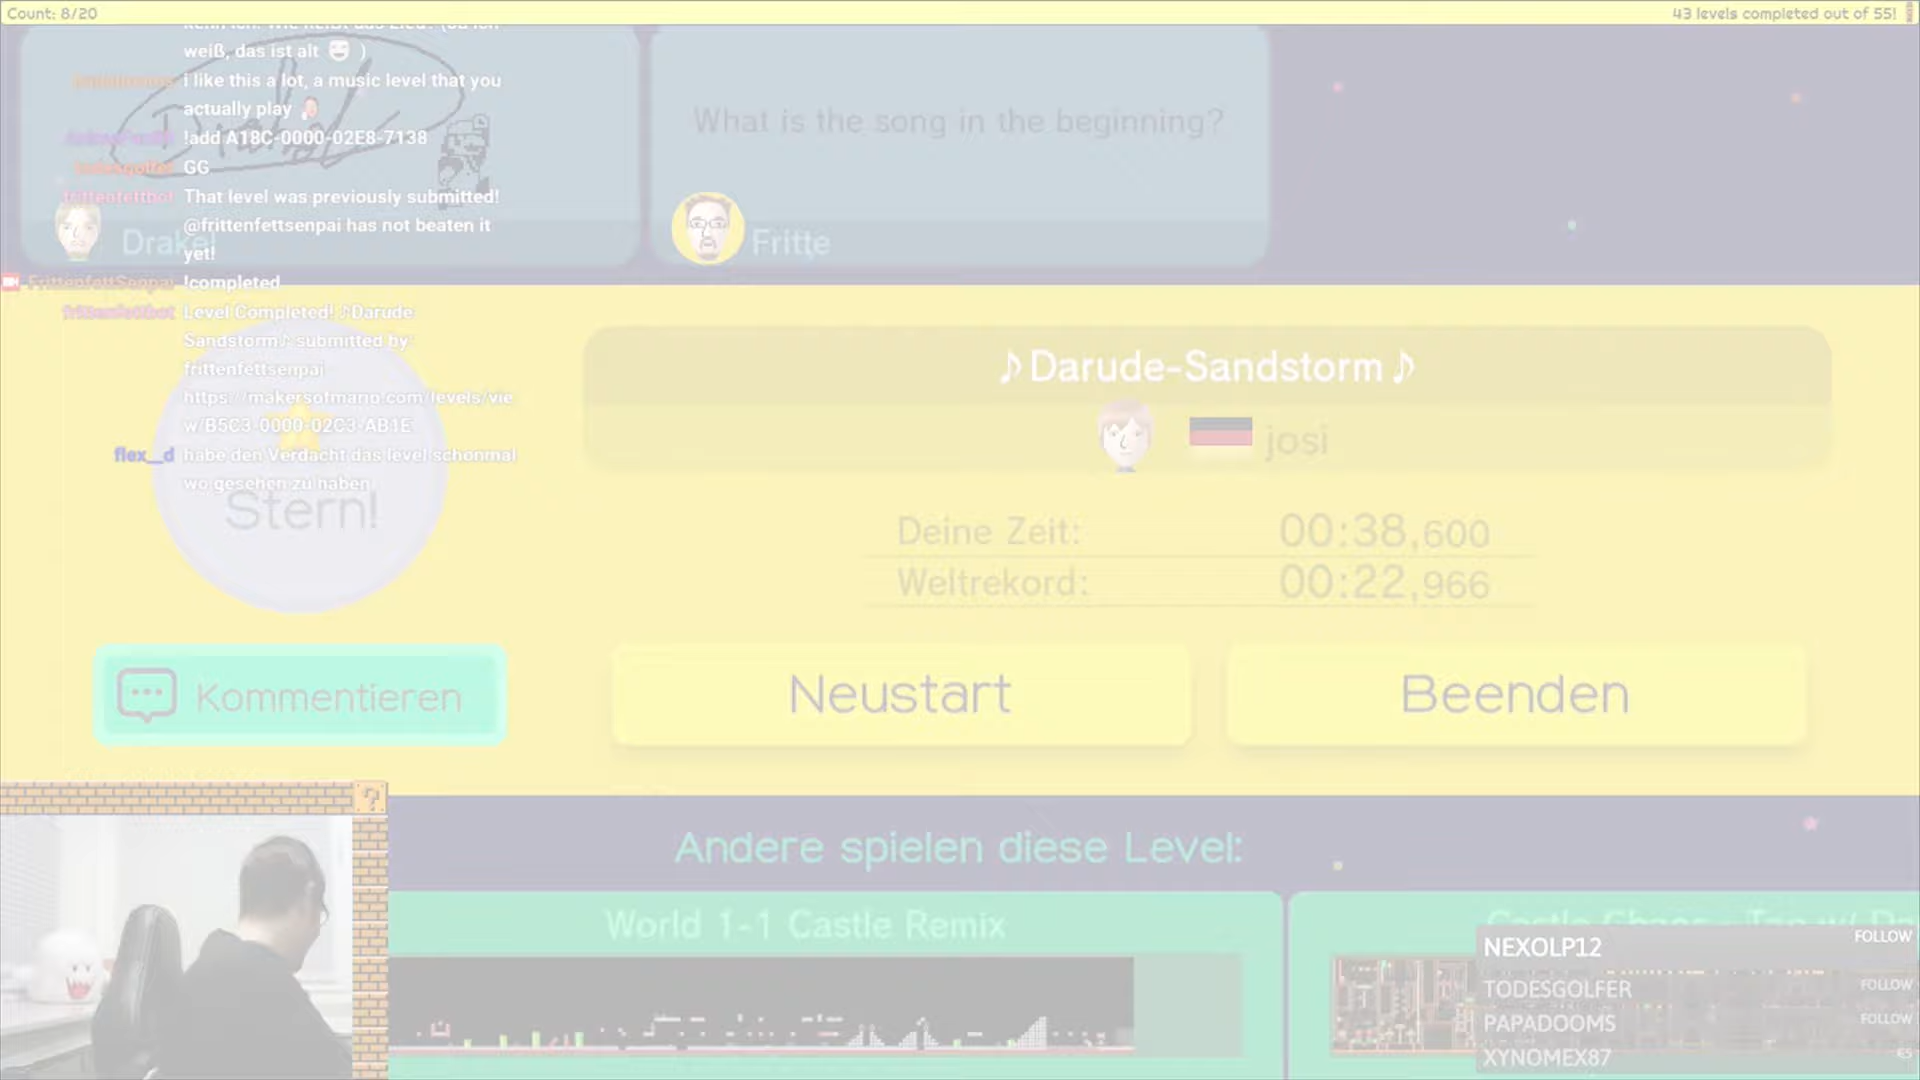 Count: 8/20
43 levels completed out of 55!
weiß, das ist alt
i like this a lot, a music level that you
actually play
!add A18C-0000-02E8-7138
GG
frittenfettbot That level was previously submitted!
@frittenfettsenpai has not beaten it
yet!
FrittenfettSenpai !completed
frittenfettbot Level Completed! ♪Darude
Sandstorm♪ submitted by
frittenfettsenpai
https://makersofmario.com/levels/vie
w/B5C3-0000-02C3-AB1E
flex__d habe den Verdacht das level schonmal
wo gesehen zu haben
Drakel
What is the song in the beginning?
Fritte
Stern!
♪Darude-Sandstorm♪
josi
Deine Zeit: 00:38,600
Weltrekord: 00:22,966
Kommentieren
Neustart
Beenden
Andere spielen diese Level:
World 1-1 Castle Remix
NEXOLP12 FOLLOW
TODESGOLFER FOLLOW
PAPADOOMS FOLLOW
XYNOMEX87